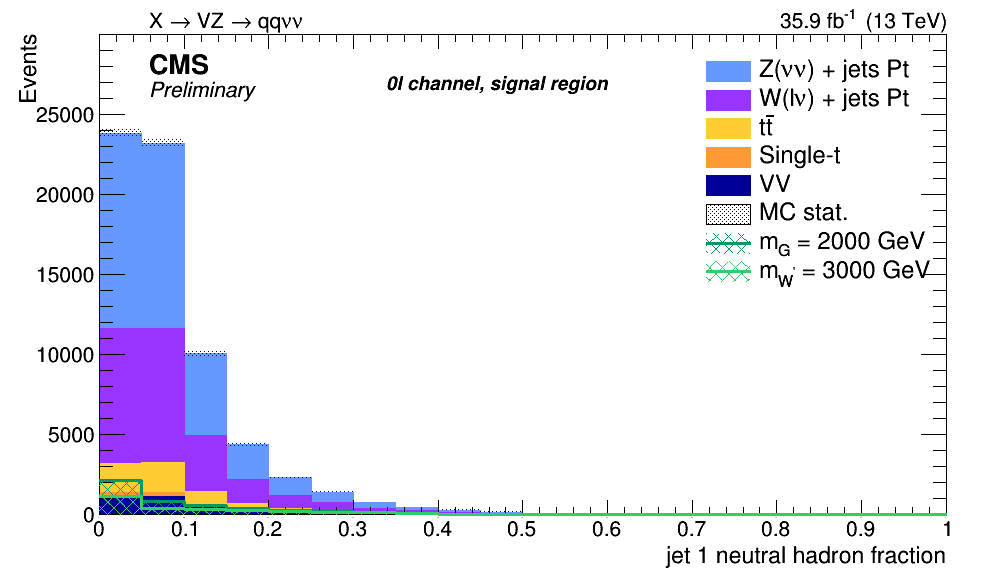 X → VZ → qqνν
35.9 fb⁻¹ (13 TeV)
Events
CMS
Preliminary
0l channel, signal region
Z(νν) + jets Pt
W(lν) + jets Pt
tt̄
Single-t
VV
MC stat.
m_G = 2000 GeV
m_W' = 3000 GeV
25000
20000
15000
10000
5000
0
0 0.1 0.2 0.3 0.4 0.5 0.6 0.7 0.8 0.9 1
jet 1 neutral hadron fraction